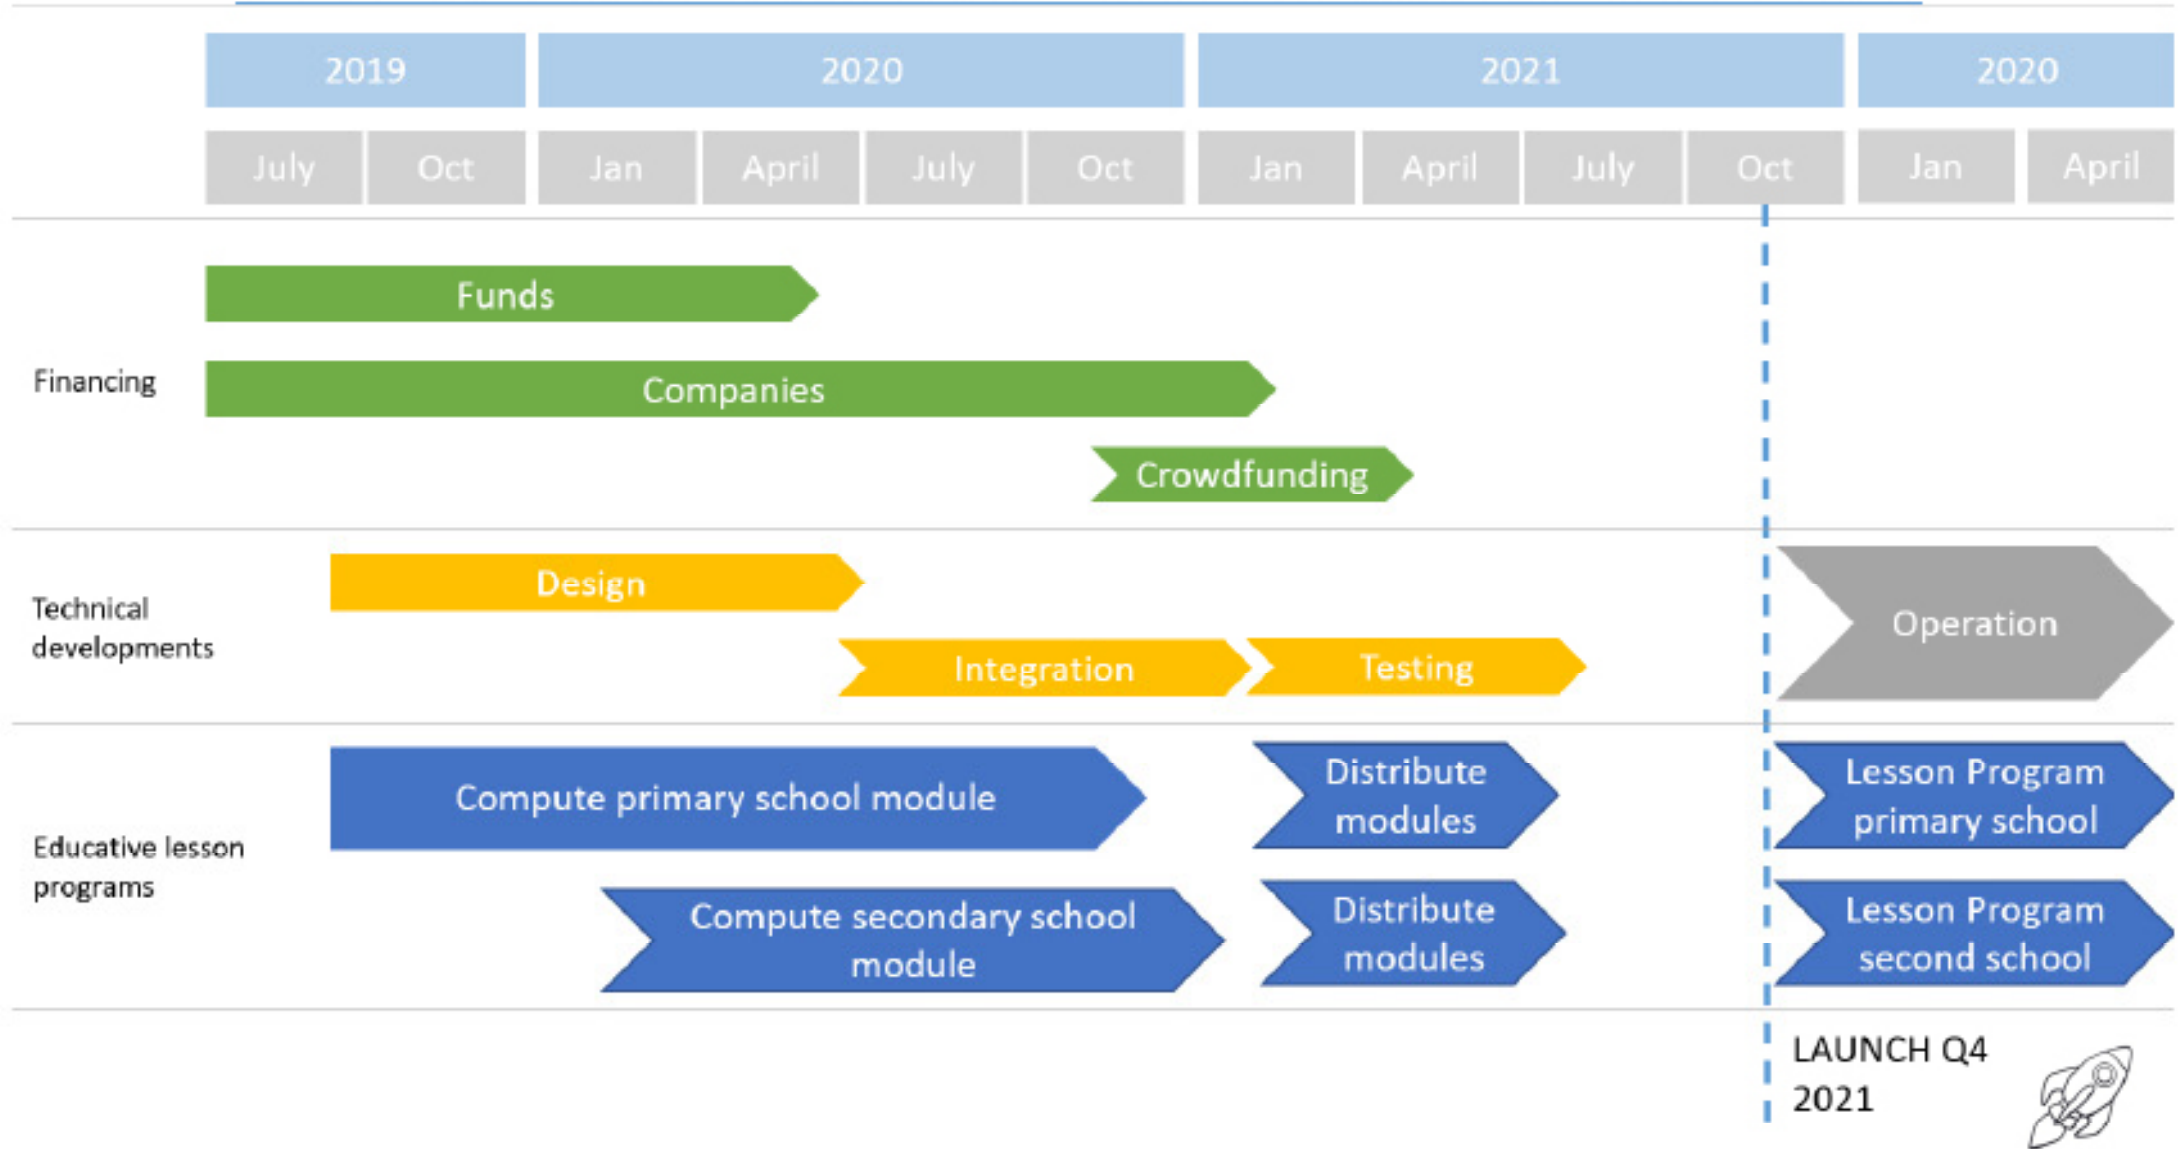 2019 2020 2021 2020
July Oct Jan April July Oct Jan April July Oct Jan April
Funds
Financing
Companies
Crowdfunding
Design
Technical
developments
Operation
Integration
Testing
Compute primary school module
Distribute
modules
Lesson Program
primary school
Educative lesson
programs
Compute secondary school
module
Distribute
modules
Lesson Program
second school
LAUNCH Q4
2021